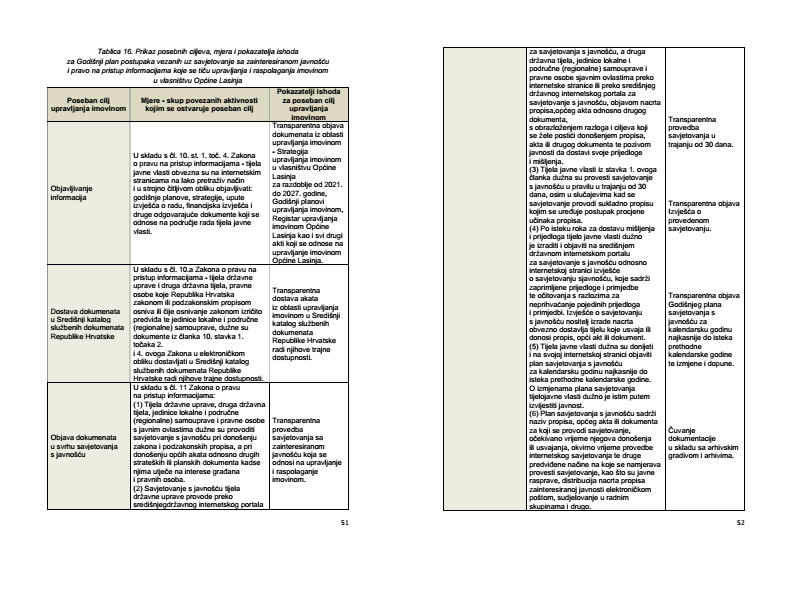 Tablica 16. Prikaz posebnih ciljeva, mjera i pokazatelja ishoda
za Godišnji plan postupaka vezanih uz savjetovanje sa zainteresiranom javnošću
i pravo na pristup informacijama koje se tiču upravljanja i raspolaganja imovinom
u vlasništvu Općine Lasinja
Poseban cilj
upravljanja imovinom
Mjere - skup povezanih aktivnosti
kojim se ostvaruje poseban cilj
Pokazatelji ishoda
za poseban cilj
upravljanja
imovinom
Objavljivanje
informacija
U skladu s čl. 10. st. 1. toč. 4. Zakona
o pravu na pristup informacijama - tijela
javne vlasti obvezna su na internetskim
stranicama na lako pretraživ način
i u strojno čitljivom obliku objavljivati:
godišnje planove, strategije, upute
izvješća o radu, financijska izvješća i
druge odgovarajuće dokumente koji se
odnose na područje rada tijela javne
vlasti.
Transparentna objava
dokumenata iz oblasti
upravljanja imovinom
- Strategija
upravljanja imovinom
u vlasništvu Općine
Lasinja
za razdoblje od 2021.
do 2027. godine,
Godišnji planovi
upravljanja imovinom,
Registar upravljanja
imovinom Općine
Lasinja kao i svi drugi
akti koji se odnose na
upravljanje imovinom
Općine Lasinja.
Dostava dokumenata
u Središnji katalog
službenih dokumenata
Republike Hrvatske
U skladu s čl. 10.a Zakona o pravu na
pristup informacijama - tijela državne
uprave i druga državna tijela, pravne
osobe koje Republika Hrvatska
zakonom ili podzakonskim propisom
osniva ili čije osnivanje zakonom izričito
predviđa te jedinice lokalne i područne
(regionalne) samouprave, dužne su
dokumente iz članka 10. stavka 1.
točaka 2.
i 4. ovoga Zakona u elektroničkom
obliku dostavljati u Središnji katalog
službenih dokumenata Republike
Hrvatske radi njihove trajne dostupnosti.
Transparentna
dostava akata
iz oblasti upravljanja
imovinom u Središnji
katalog službenih
dokumenata
Republike Hrvatske
radi njihove trajne
dostupnosti.
Objava dokumenata
u svrhu savjetovanja
s javnošću
U skladu s čl. 11 Zakona o pravu
na pristup informacijama:
(1) Tijela državne uprave, druga državna
tijela, jedinice lokalne i područne
(regionalne) samouprave i pravne osobe
s javnim ovlastima dužne su provoditi
savjetovanje s javnošću pri donošenju
zakona i podzakonskih propisa, a pri
donošenju općih akata odnosno drugih
strateških ili planskih dokumenta kadse
njima utječe na interese građana
i pravnih osoba.
(2) Savjetovanje s javnošću tijela
državne uprave provode preko
središnjegdržavnog internetskog portala
Transparentna
provedba
savjetovanja sa
zainteresiranom
javnošću koja se
odnosi na upravljanje
i raspolaganje
imovinom.
51
za savjetovanja s javnošću, a druga
državna tijela, jedinice lokalne i
područne (regionalne) samouprave i
pravne osobe sjavnim ovlastima preko
internetske stranice ili preko središnjeg
državnog internetskog portala za
savjetovanje s javnošću, objavom nacrta
propisa,općeg akta odnosno drugog
dokumenta,
s obrazloženjem razloga i ciljeva koji
se žele postići donošenjem propisa,
akta ili drugog dokumenta te pozivom
javnosti da dostavi svoje prijedloge
i mišljenja.
(3) Tijela javne vlasti iz stavka 1. ovoga
članka dužna su provesti savjetovanje
s javnošću u pravilu u trajanju od 30
dana, osim u slučajevima kad se
savjetovanje provodi sukladno propisu
kojim se uređuje postupak procjene
učinaka propisa.
(4) Po isteku roka za dostavu mišljenja
i prijedloga tijelo javne vlasti dužno
je izraditi i objaviti na središnjem
državnom internetskom portalu
za savjetovanje s javnošću odnosno
internetskoj stranici izvješće
o savjetovanju s javnošću, koje sadrži
zaprimljene prijedloge i primjedbe
te očitovanja s razlozima za
neprihvaćanje pojedinih prijedloga
i primjedbi. Izvješće o savjetovanju
s javnošću nositelj izrade nacrta
obvezno dostavlja tijelu koje usvaja ili
donosi propis, opći akt ili dokument.
(5) Tijela javne vlasti dužna su donijeti
i na svojoj internetskoj stranici objaviti
plan savjetovanja s javnošću
za kalendarsku godinu najkasnije do
isteka prethodne kalendarske godine.
O izmjenama plana savjetovanja
tijelojavne vlasti dužno je istim putem
izvijestiti javnost.
(6) Plan savjetovanja s javnošću sadrži
naziv propisa, općeg akta ili dokumenta
za koji se provodi savjetovanje,
očekivano vrijeme njegova donošenja
ili usvajanja, okvirno vrijeme provedbe
internetskog savjetovanja te druge
predviđene načine na koje se namjerava
provesti savjetovanje, kao što su javne
rasprave, distribucija nacrta propisa
zainteresiranoj javnosti elektroničkom
poštom, sudjelovanje u radnim
skupinama i drugo.
Transparentna
provedba
savjetovanja u
trajanju od 30 dana.
Transparentna objava
Izvješća o
provedenom
savjetovanju.
Transparentna objava
Godišnjeg plana
savjetovanja s
javnošću za
kalendarsku godinu
najkasnije do isteka
prethodne
kalendarske godine
te izmjene i dopune.
Čuvanje
dokumentacije
u skladu sa arhivskim
gradivom i arhivima.
52